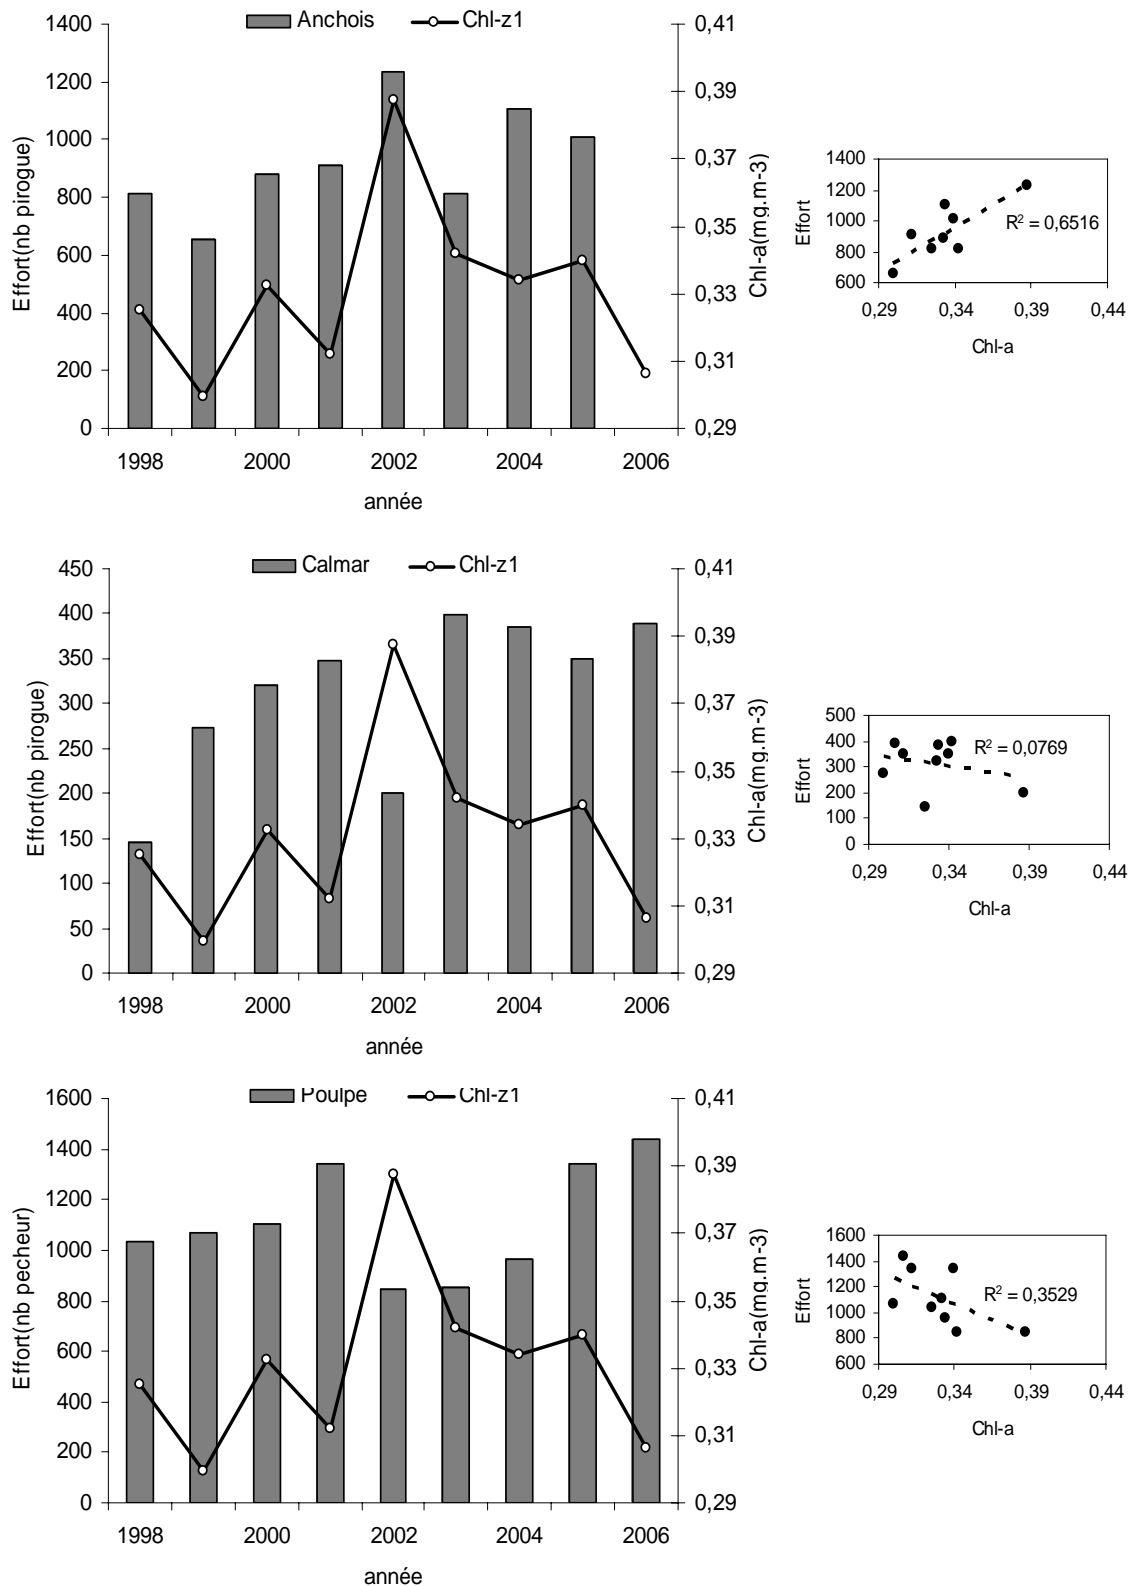 Anchois Chl-z1
1400
1200
1000
800
600
400
200
0
Effort(nb pirogue)
0,41
0,39
0,37
0,35
0,33
0,31
0,29
Chl-a(mg.m-3)
1998 2000 2002 2004 2006
année
1400
1200
1000
800
600
Effort
R² = 0,6516
0,29 0,34 0,39 0,44
Chl-a
Calmar Chl-z1
450
400
350
300
250
200
150
100
50
0
Effort(nb pirogue)
0,41
0,39
0,37
0,35
0,33
0,31
0,29
Chl-a(mg.m-3)
1998 2000 2002 2004 2006
année
500
400
300
200
100
0
Effort
R² = 0,0769
0,29 0,34 0,39 0,44
Chl-a
Poulpe Chl-z1
1600
1400
1200
1000
800
600
400
200
0
Effort(nb pecheur)
0,41
0,39
0,37
0,35
0,33
0,31
0,29
Chl-a(mg.m-3)
1998 2000 2002 2004 2006
année
1600
1400
1200
1000
800
600
Effort
R² = 0,3529
0,29 0,34 0,39 0,44
Chl-a